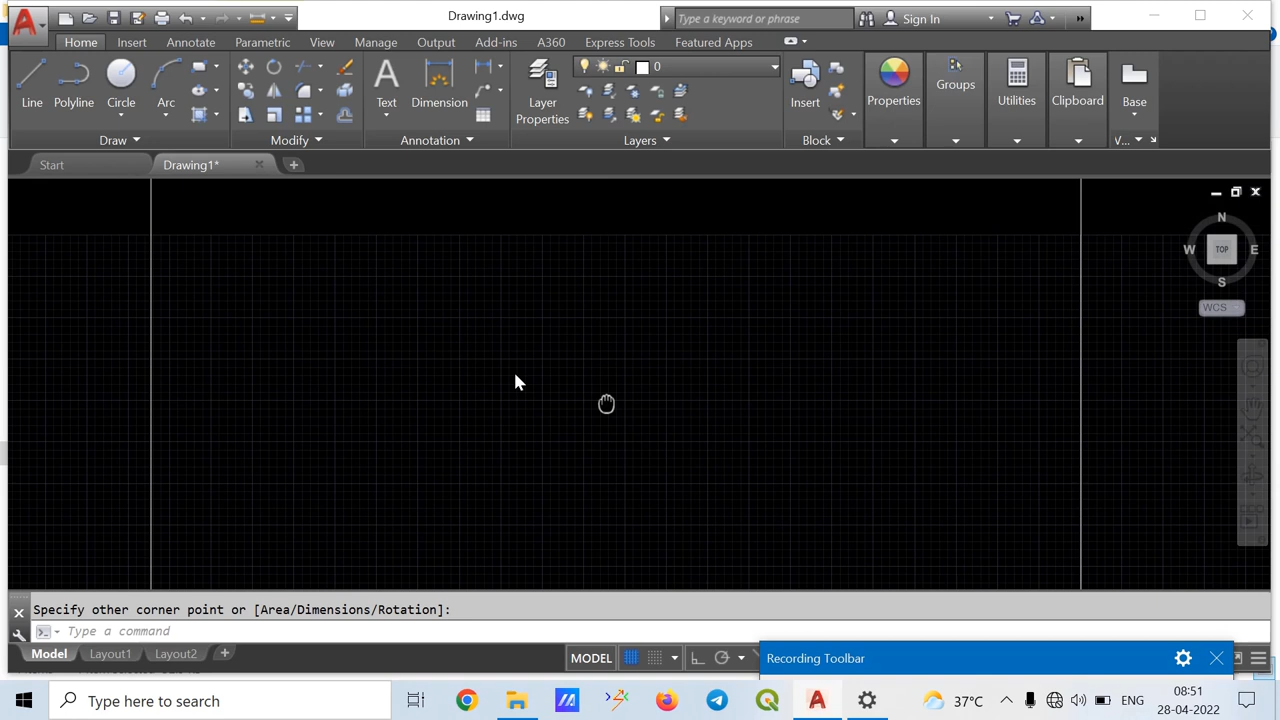 Drawing1.dwg
Type a keyword or phrase
Sign In
Home Insert Annotate Parametric View Manage Output Add-ins A360 Express Tools Featured Apps
0
Line Polyline Circle Arc
Text Dimension
Layer
Properties
Insert
Properties Groups Utilities Clipboard Base
Draw Modify Annotation Layers Block V...
Start Drawing1*
N
W TOP E
S
WCS
Specify other corner point or [Area/Dimensions/Rotation]:
Type a command
Model Layout1 Layout2 +
MODEL
Recording Toolbar
Type here to search
37°C
ENG
08:51
28-04-2022